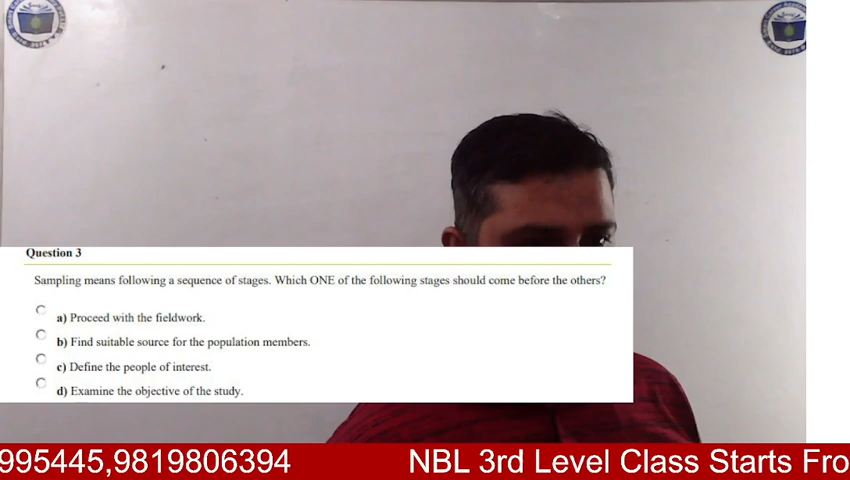 Question 3
Sampling means following a sequence of stages. Which ONE of the following stages should come before the others?
a) Proceed with the fieldwork.
b) Find suitable source for the population members.
c) Define the people of interest.
d) Examine the objective of the study.
995445,9819806394 NBL 3rd Level Class Starts Fro